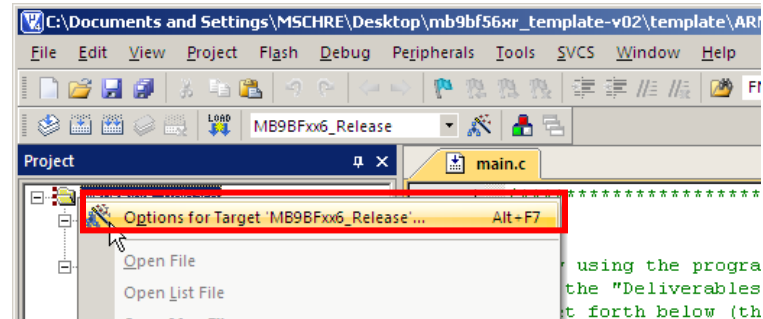 C:\Documents and Settings\MSCHRE\Desktop\mb9bf56xr_template-v02\template\ARM
File Edit View Project Flash Debug Peripherals Tools SVCS Window Help
LOAD MB9BFxx6_Release
Project main.c
Options for Target 'MB9BFxx6_Release'... Alt+F7
Open File using the progra
Open List File the "Deliverables
t forth below (th